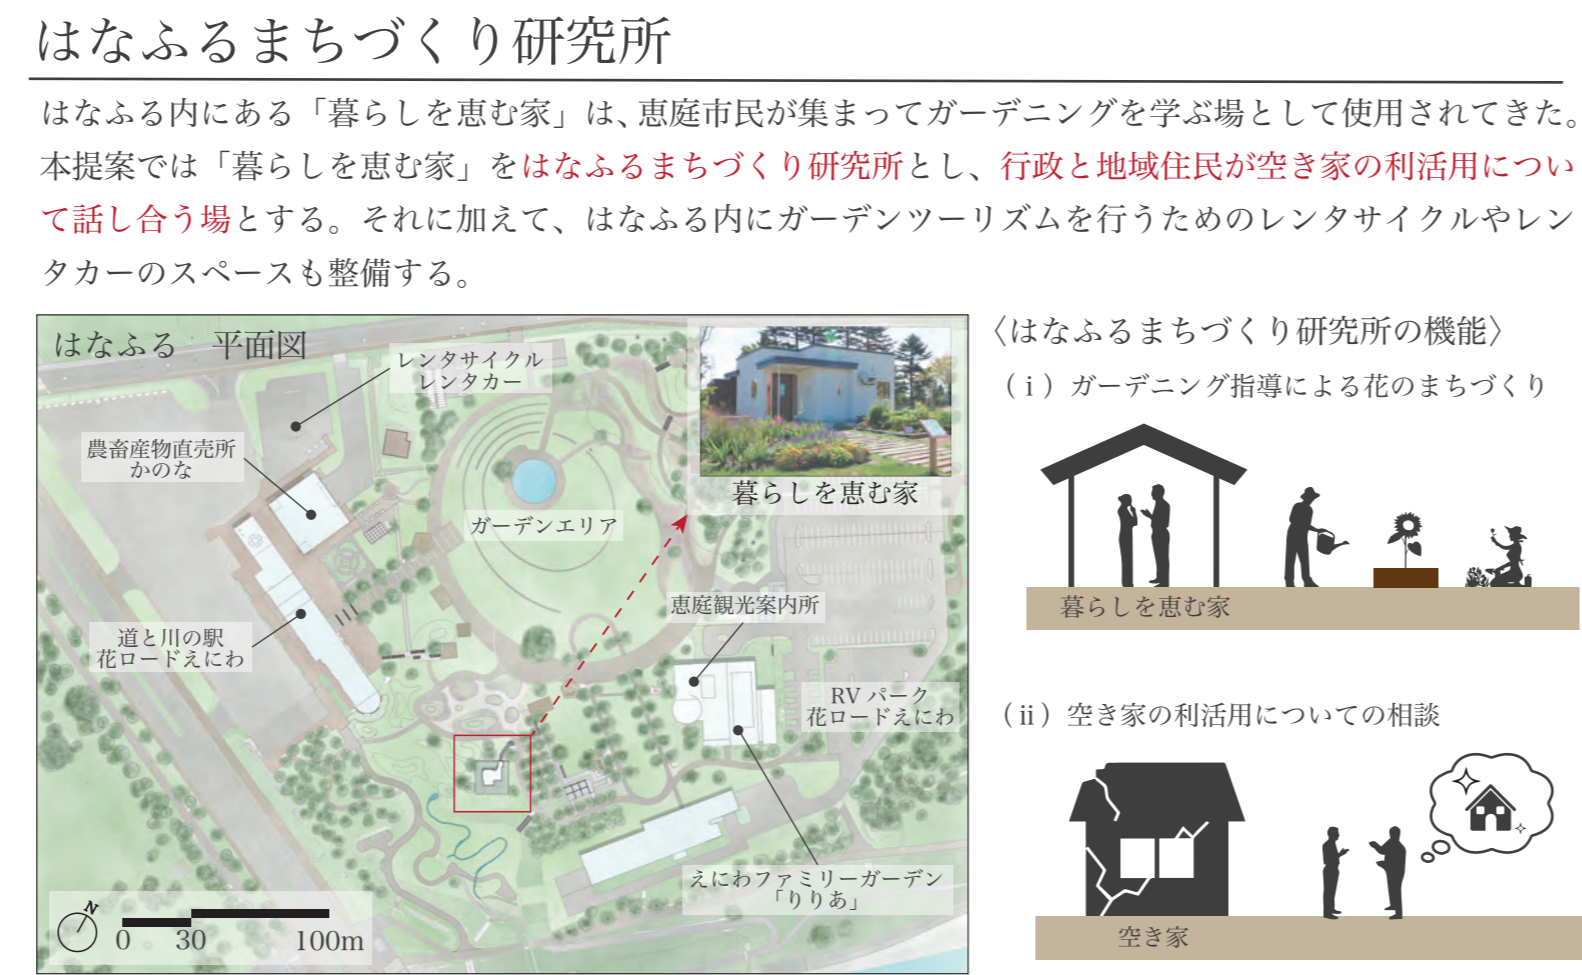 はなふるまちづくり研究所
はなふる内にある「暮らしを恵む家」は、恵庭市民が集まってガーデニングを学ぶ場として使用されてきた。
本提案では「暮らしを恵む家」をはなふるまちづくり研究所とし、行政と地域住民が空き家の利活用につい
て話し合う場とする。それに加えて、はなふる内にガーデンツーリズムを行うためのレンタサイクルやレン
タカーのスペースも整備する。
はなふる　平面図
レンタサイクル
レンタカー
農畜産物直売所
かのな
ガーデンエリア
暮らしを恵む家
道と川の駅
花ロードえにわ
恵庭観光案内所
RV パーク
花ロードえにわ
えにわファミリーガーデン
「りりあ」
N
0 30 100m
〈はなふるまちづくり研究所の機能〉
（ i ）ガーデニング指導による花のまちづくり
暮らしを恵む家
（ ii ）空き家の利活用についての相談
空き家